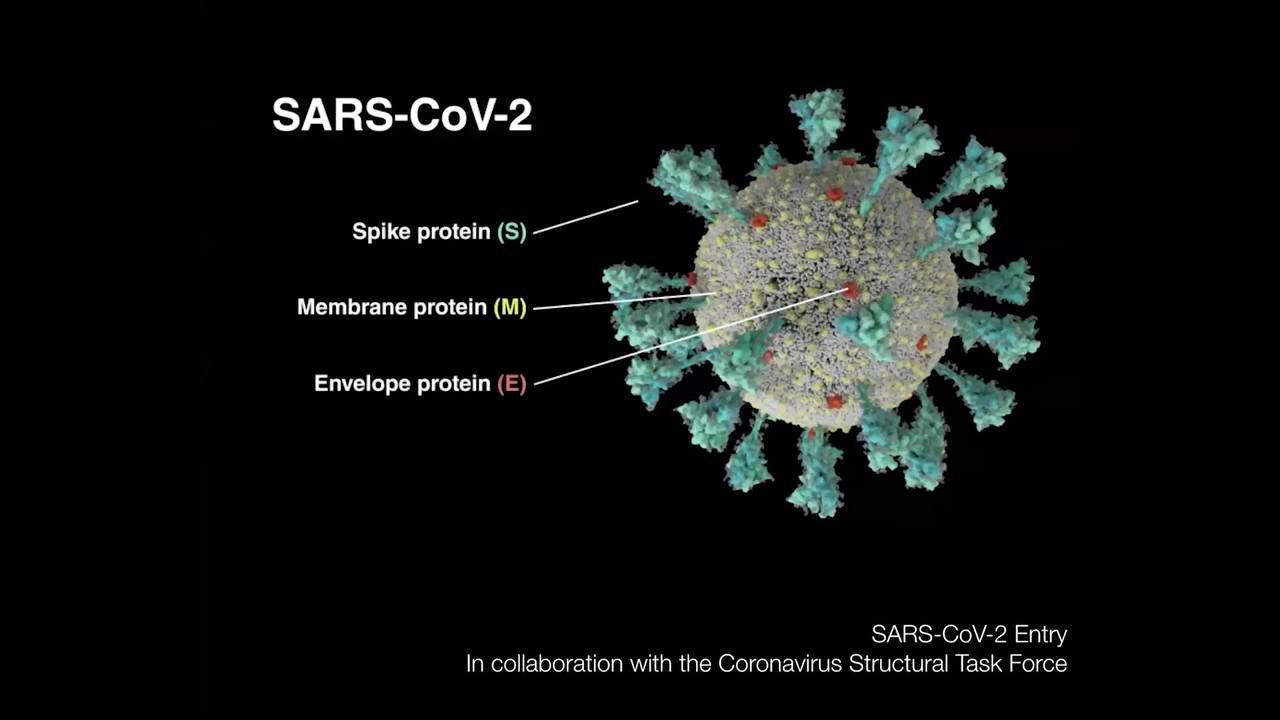 SARS-CoV-2
Spike protein (S)
Membrane protein (M)
Envelope protein (E)
SARS-CoV-2 Entry
In collaboration with the Coronavirus Structural Task Force